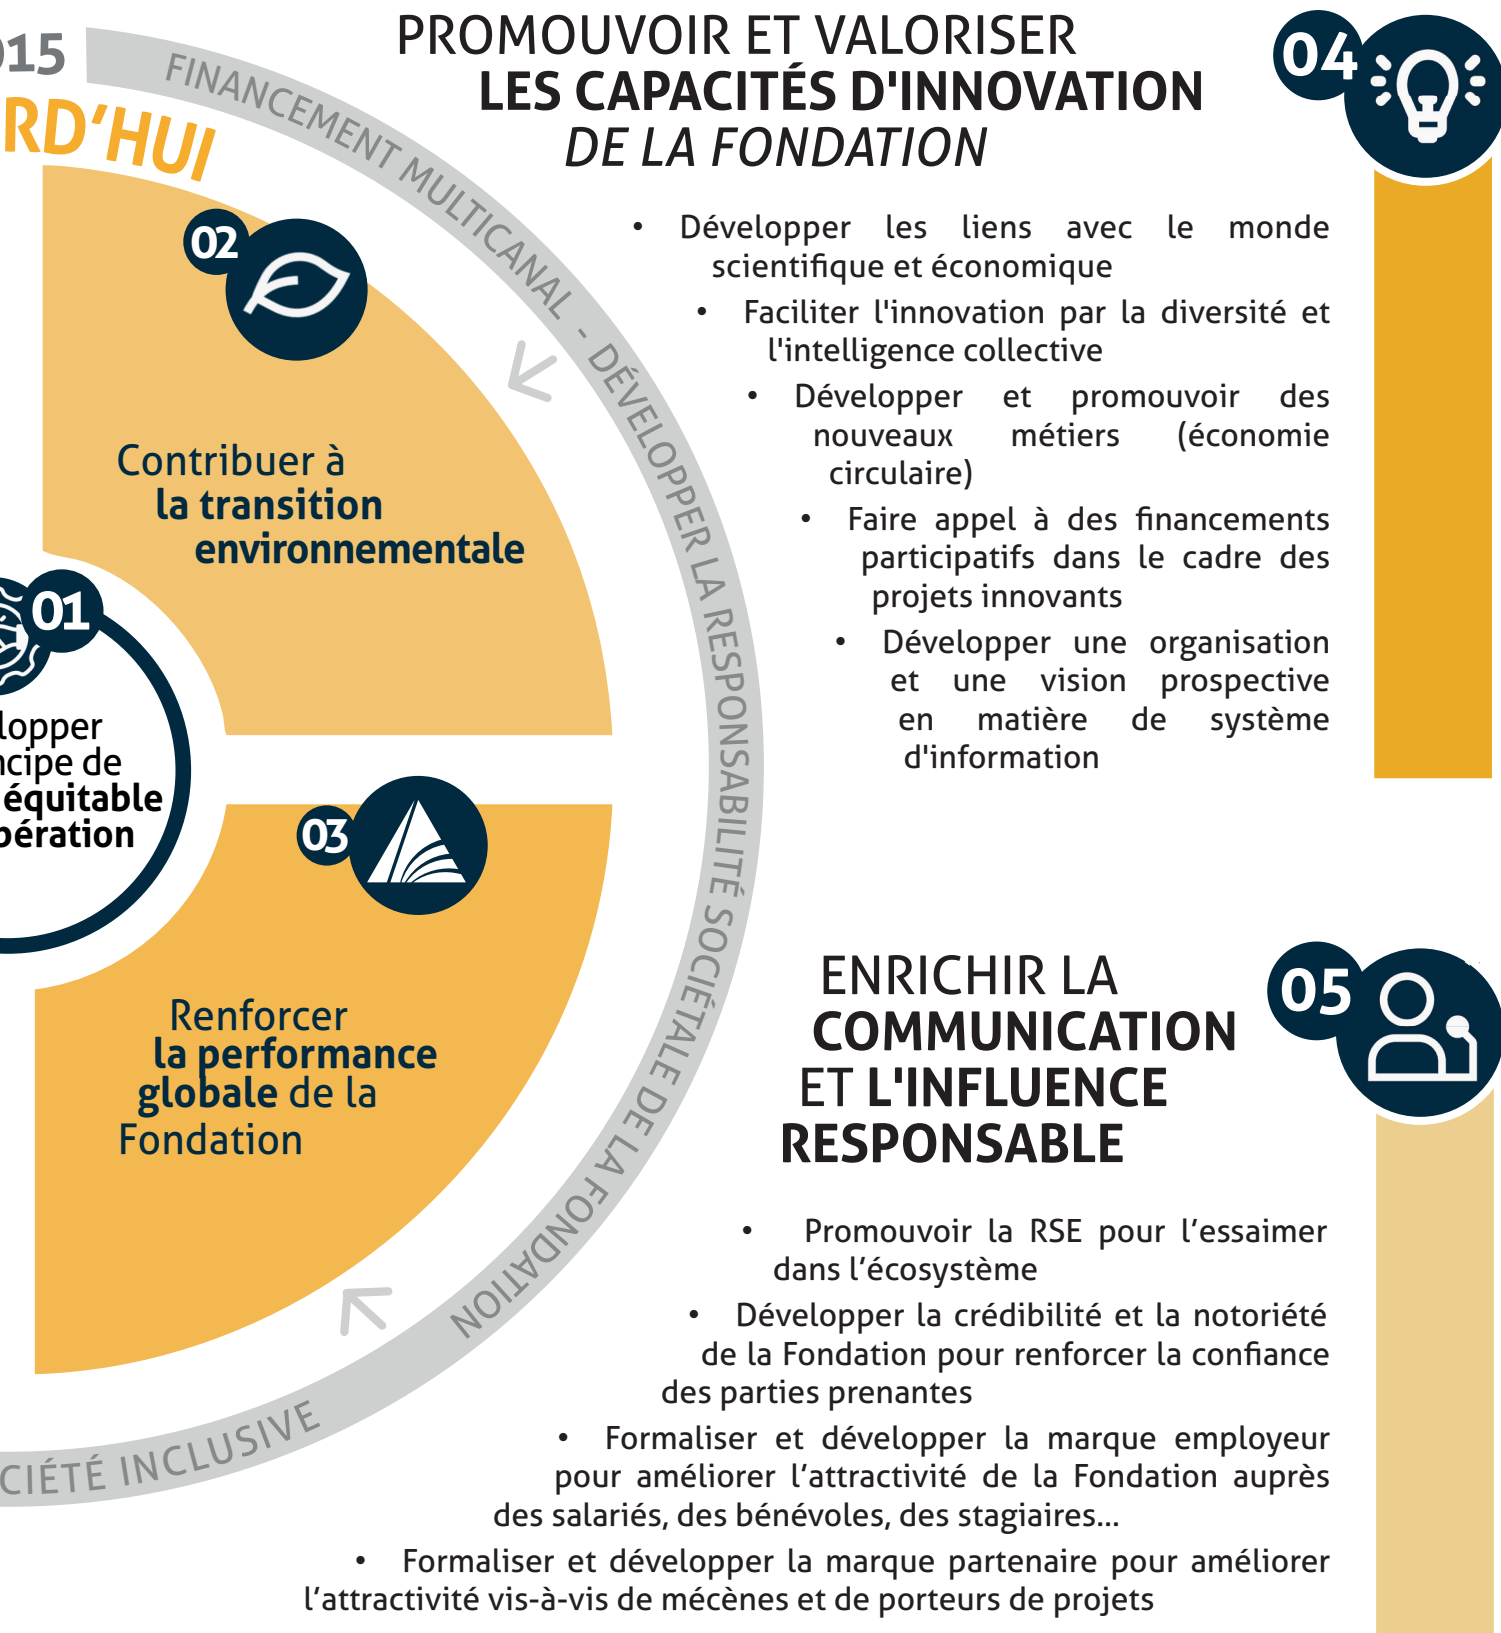 015
RD’HUI
FINANCEMENT MULTICANAL - DÉVELOPPER LA RESPONSABILITÉ SOCIÉTALE DE LA FONDATION
CIÉTÉ INCLUSIVE
02
Contribuer à
la transition
environnementale
01
lopper
ncipe de
équitable
pération
03
Renforcer
la performance
globale de la
Fondation
PROMOUVOIR ET VALORISER
LES CAPACITÉS D'INNOVATION
DE LA FONDATION
04
• Développer les liens avec le monde
scientifique et économique
• Faciliter l'innovation par la diversité et
l'intelligence collective
• Développer et promouvoir des
nouveaux métiers (économie
circulaire)
• Faire appel à des financements
participatifs dans le cadre des
projets innovants
• Développer une organisation
et une vision prospective
en matière de système
d'information
ENRICHIR LA
COMMUNICATION
ET L'INFLUENCE
RESPONSABLE
05
• Promouvoir la RSE pour l’essaimer
dans l’écosystème
• Développer la crédibilité et la notoriété
de la Fondation pour renforcer la confiance
des parties prenantes
• Formaliser et développer la marque employeur
pour améliorer l’attractivité de la Fondation auprès
des salariés, des bénévoles, des stagiaires...
• Formaliser et développer la marque partenaire pour améliorer
l’attractivité vis-à-vis de mécènes et de porteurs de projets